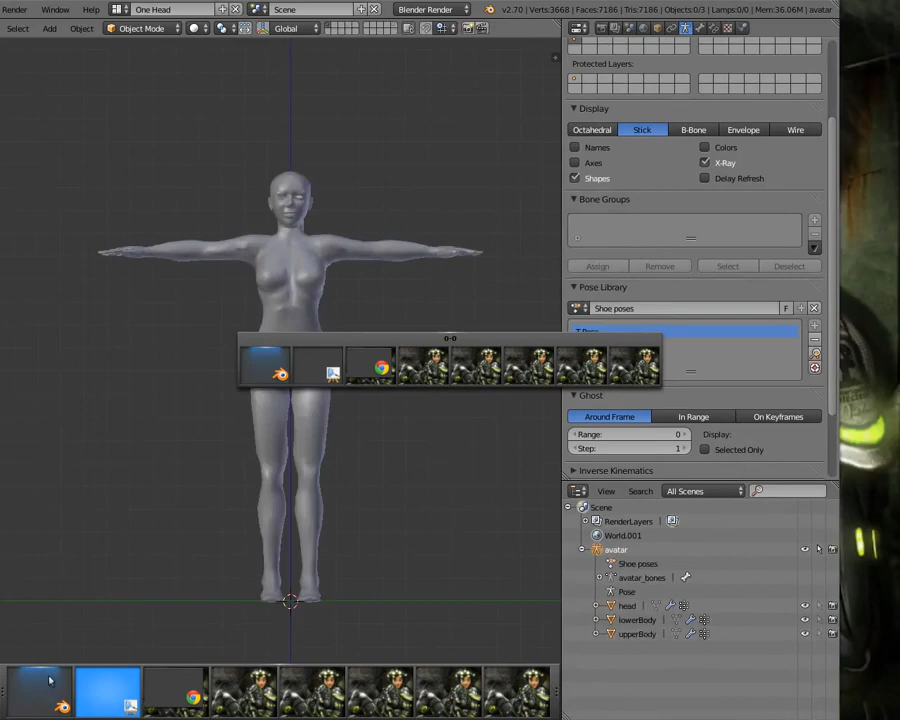 Render Window Help One Head Scene Blender Render v2.70 | Verts:3668 | Faces:7186 | Tris:7186 | Objects:0/3 | Lamps:0/0 | Mem:36.06M | avatar
Select Add Object Object Mode Global
Protected Layers:
Display
Octahedral Stick B-Bone Envelope Wire
Names Colors
Axes X-Ray
Shapes Delay Refresh
Bone Groups
Assign Remove Select Deselect
Pose Library
Shoe poses F
0-0
Ghost
Around Frame In Range On Keyframes
Range: 0 Display:
Step: 1 Selected Only
Inverse Kinematics
View Search All Scenes
Scene
RenderLayers
World.001
avatar
Shoe poses
avatar_bones
Pose
head
lowerBody
upperBody